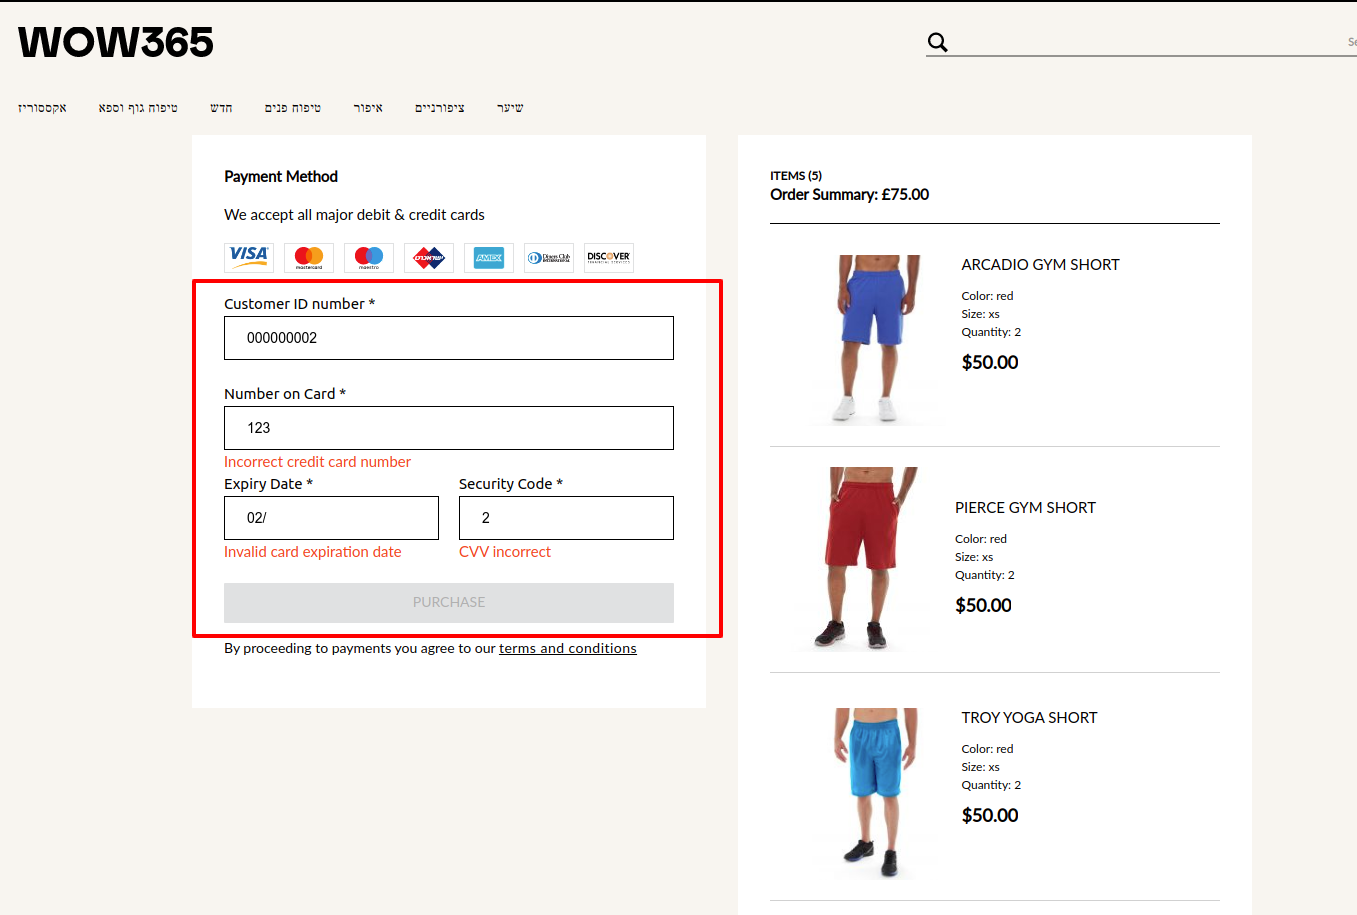 WOW365
אקססוריז
טיפוח גוף וספא
חדש
טיפוח פנים
איפור
ציפורניים
שיער
Payment Method
We accept all major debit & credit cards
VISA
mastercard
maestro
ישראכרט
AMEX
Diners Club
INTERNATIONAL
DISCOVER
FINANCIAL SERVICES
Customer ID number *
000000002
Number on Card *
123
Incorrect credit card number
Expiry Date *
Security Code *
02/
2
Invalid card expiration date
CVV incorrect
PURCHASE
By proceeding to payments you agree to our terms and conditions
ITEMS (5)
Order Summary: £75.00
ARCADIO GYM SHORT
Color: red
Size: xs
Quantity: 2
$50.00
PIERCE GYM SHORT
Color: red
Size: xs
Quantity: 2
$50.00
TROY YOGA SHORT
Color: red
Size: xs
Quantity: 2
$50.00